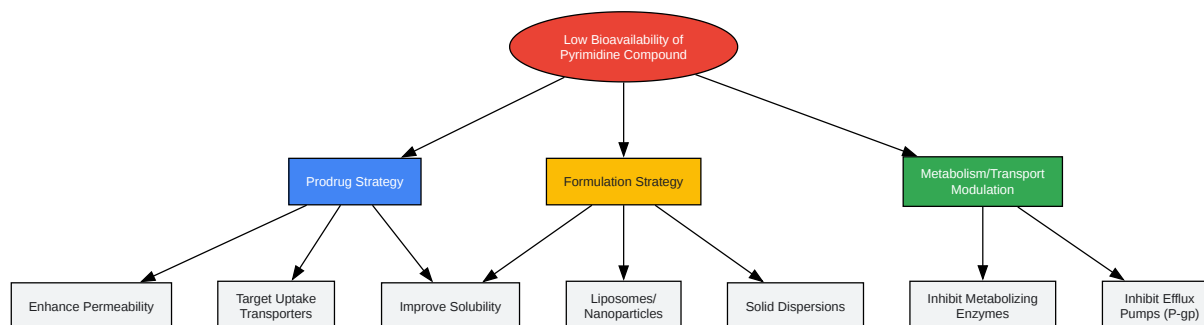 Low Bioavailability of
Pyrimidine Compound
Prodrug Strategy
Formulation Strategy
Metabolism/Transport
Modulation
Enhance Permeability
Target Uptake
Transporters
Improve Solubility
Liposomes/
Nanoparticles
Solid Dispersions
Inhibit Metabolizing
Enzymes
Inhibit Efflux
Pumps (P-gp)